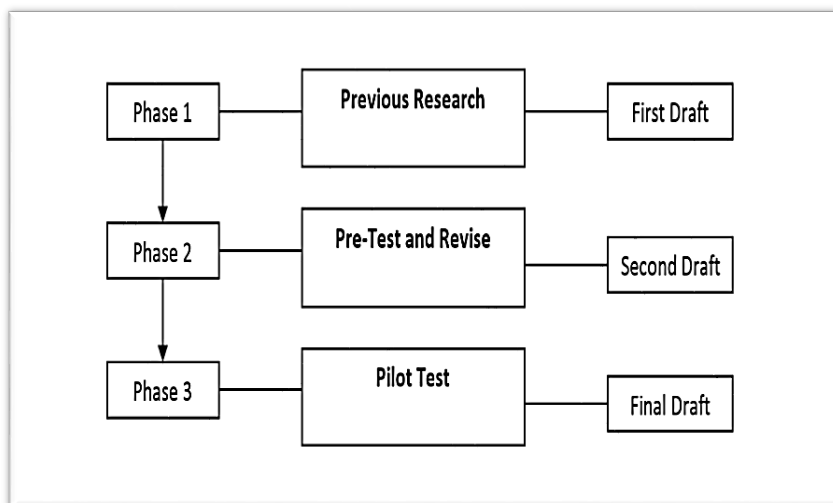 Phase 1
Previous Research
First Draft
Phase 2
Pre-Test and Revise
Second Draft
Phase 3
Pilot Test
Final Draft